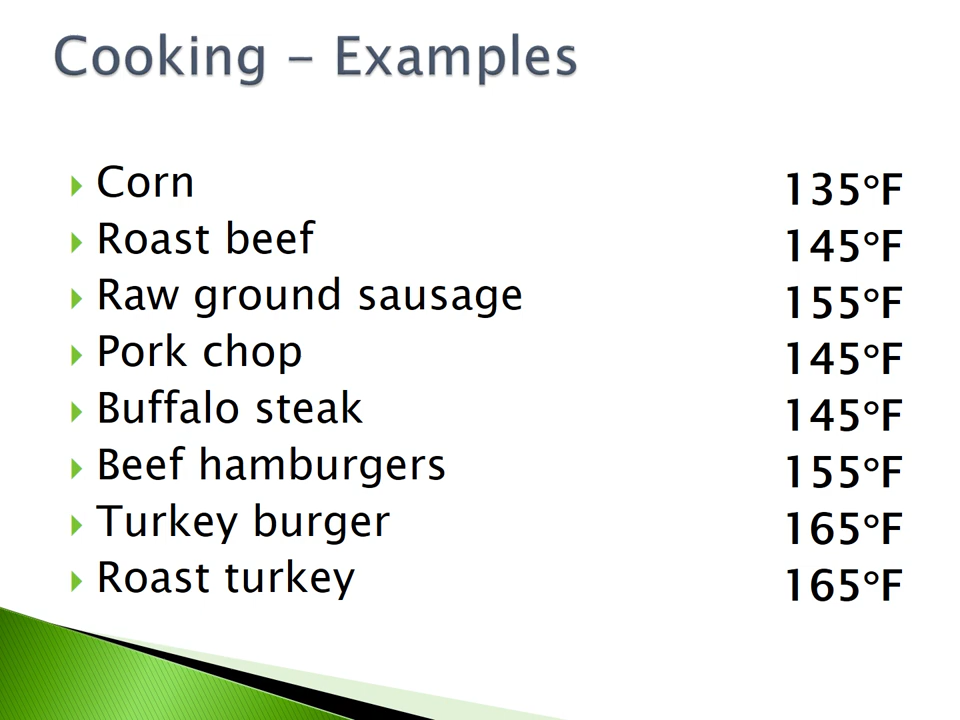 Cooking - Examples
Corn 135°F
Roast beef 145°F
Raw ground sausage 155°F
Pork chop 145°F
Buffalo steak 145°F
Beef hamburgers 155°F
Turkey burger 165°F
Roast turkey 165°F